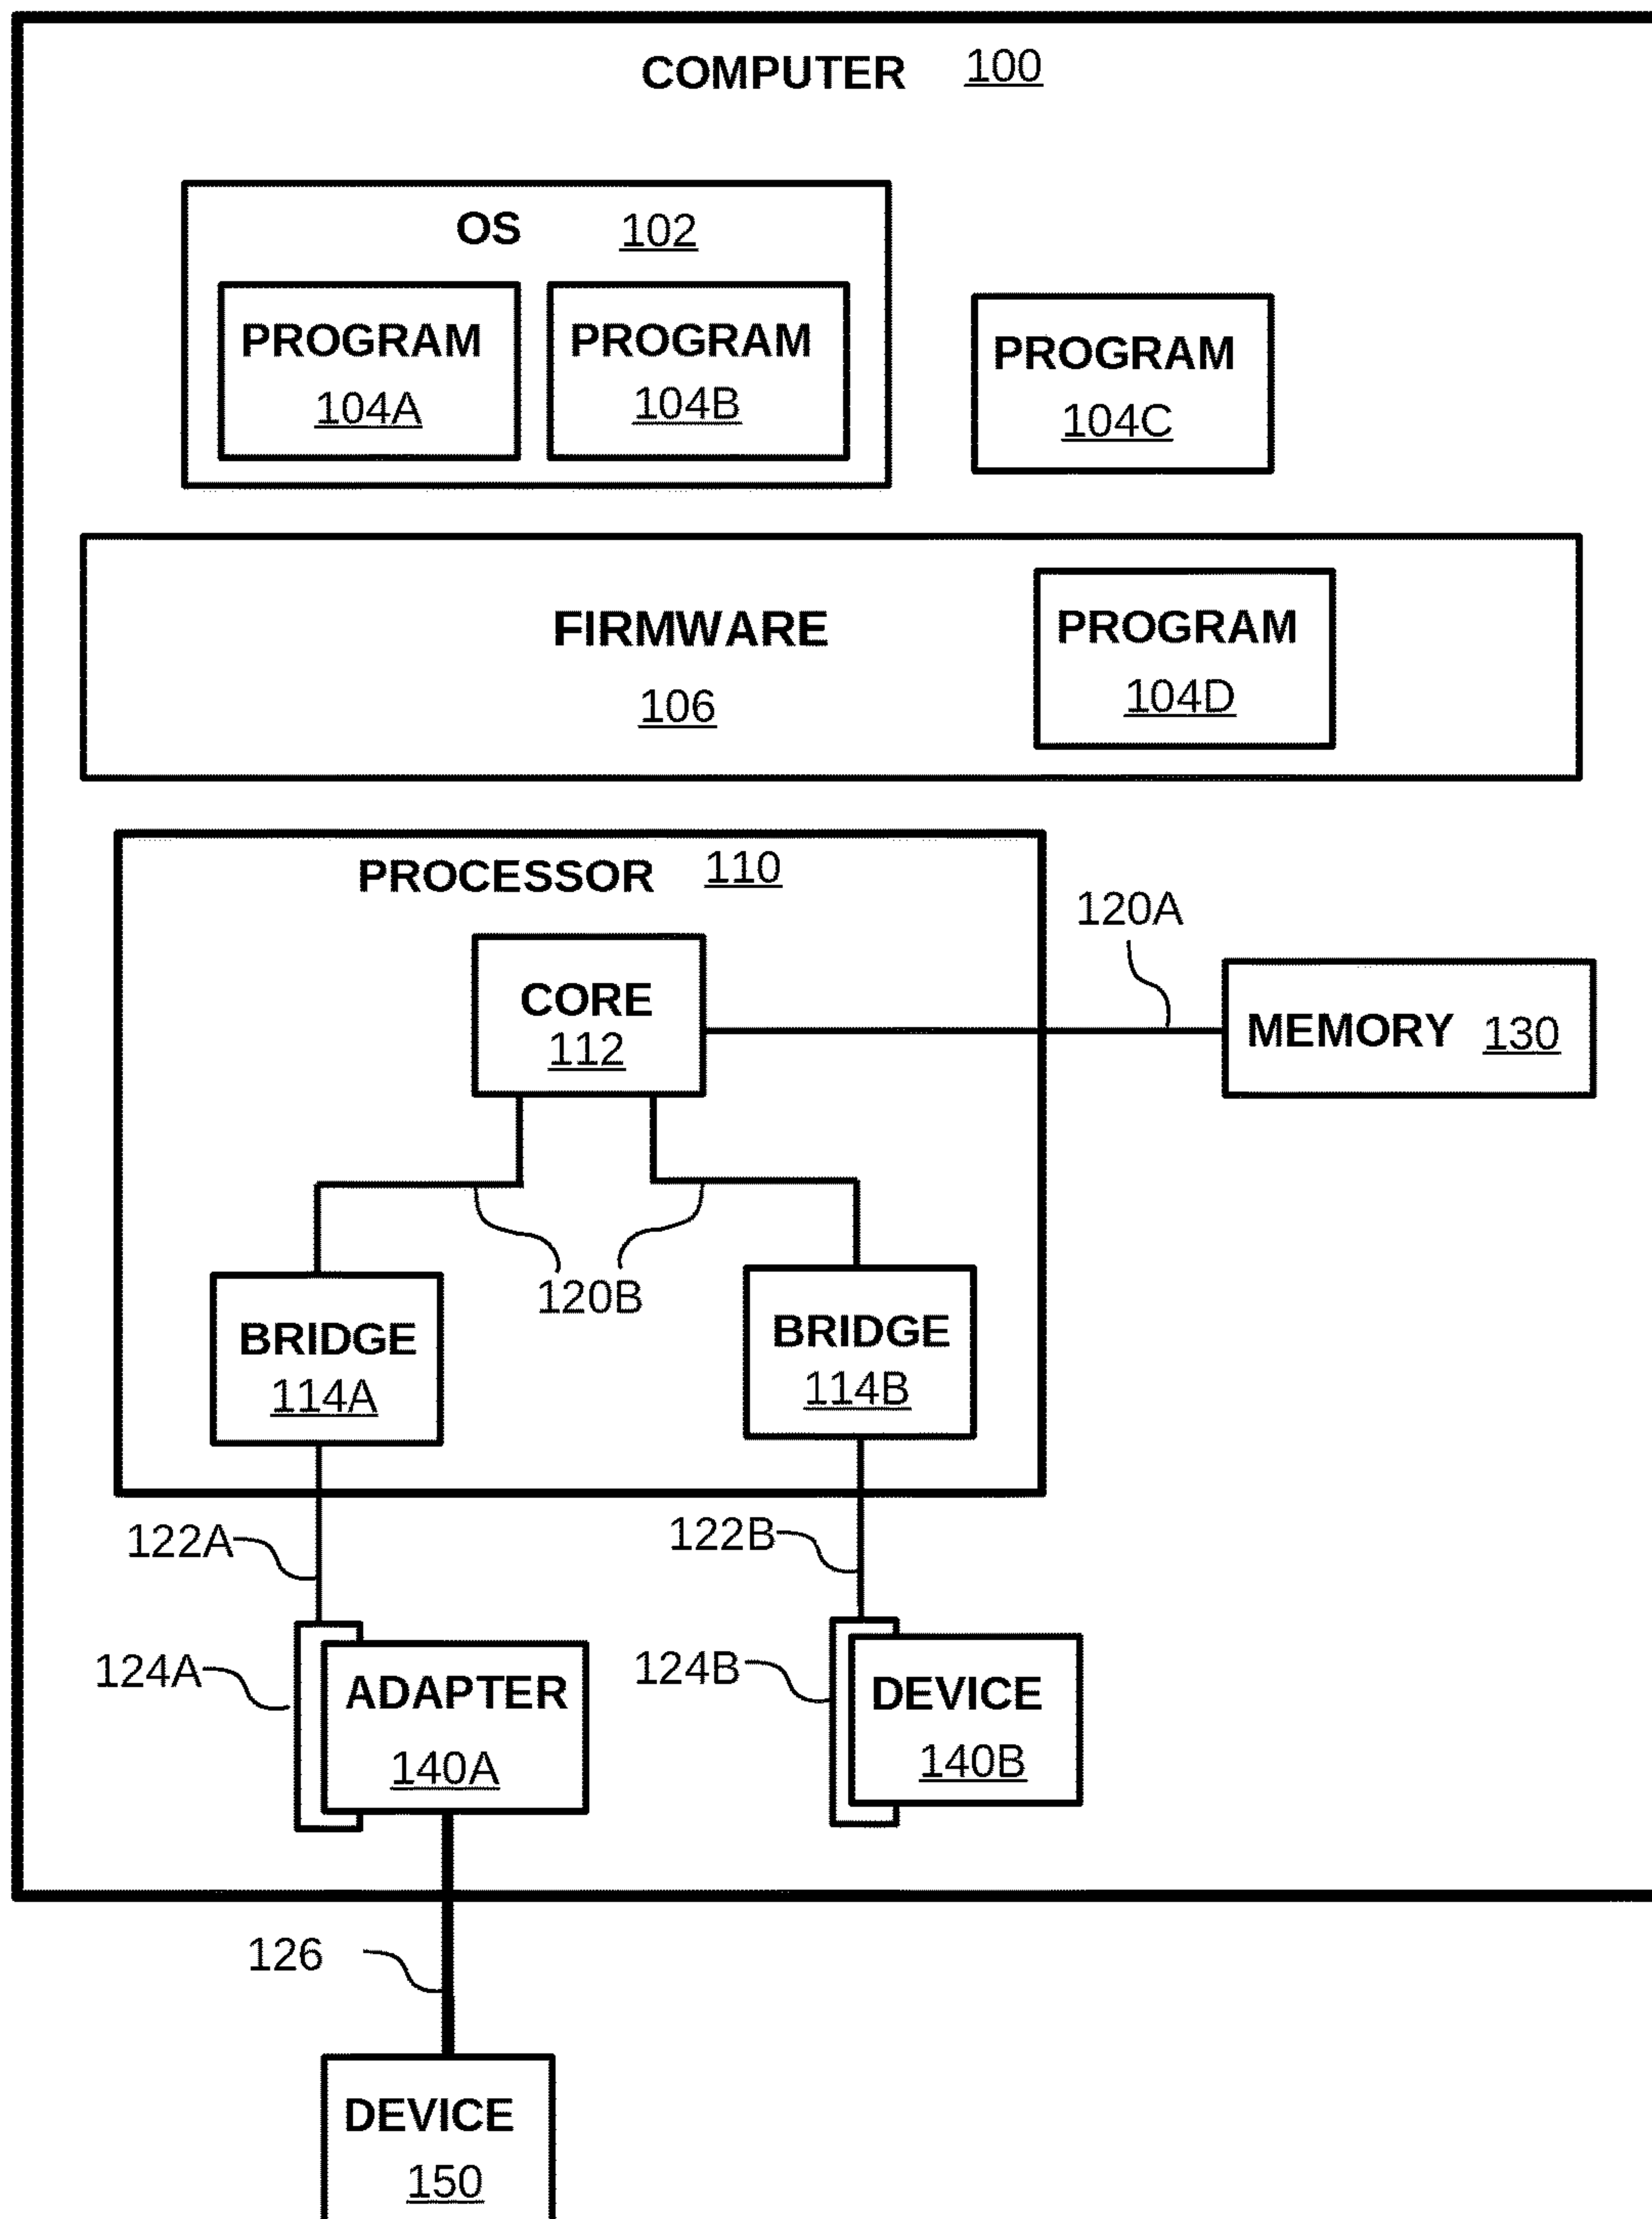 COMPUTER 100
OS 102
PROGRAM
104A
PROGRAM
104B
PROGRAM
104C
FIRMWARE
106
PROGRAM
104D
PROCESSOR 110
120A
CORE
112
MEMORY 130
120B
BRIDGE
114A
BRIDGE
114B
122A
122B
124A
ADAPTER
140A
124B
DEVICE
140B
126
DEVICE
150